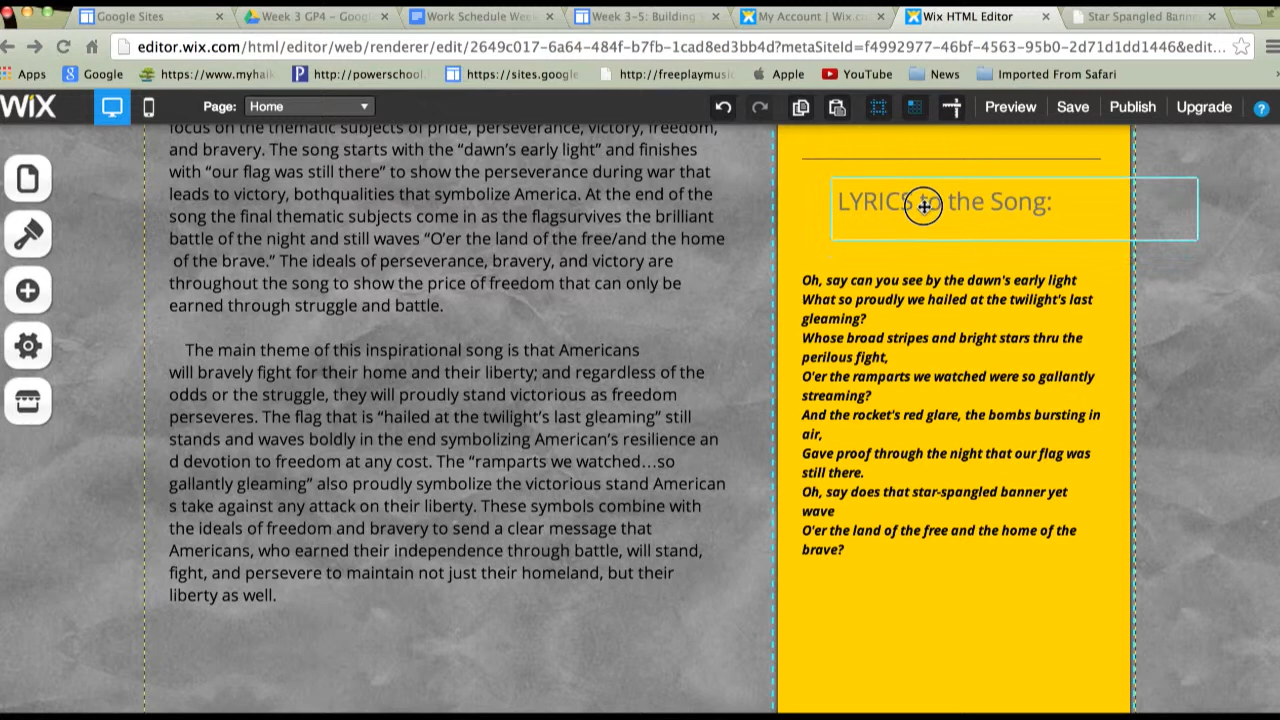 Google Sites
Week 3 GP4 – Goog
Work Schedule Wee
Week 3-5: Building
My Account | Wix.c
Wix HTML Editor
Star Spangled Bann
editor.wix.com/html/editor/web/renderer/edit/2649c017-6a64-484f-b7fb-1cad8ed3bb4d?metaSiteId=f4992977-46bf-4563-95b0-2d71d1dd1446&edit...
Apps
Google
https://www.myhaik
http://powerschool.
https://sites.google
http://freeplaymusic
Apple
YouTube
News
Imported From Safari
WiX
Page:
Home
Preview
Save
Publish
Upgrade
?
focus on the thematic subjects of pride, perseverance, victory, freedom,
and bravery. The song starts with the “dawn’s early light” and finishes
with “our flag was still there” to show the perseverance during war that
leads to victory, bothqualities that symbolize America. At the end of the
song the final thematic subjects come in as the flagsurvives the brilliant
battle of the night and still waves “O’er the land of the free/and the home
of the brave.” The ideals of perseverance, bravery, and victory are
throughout the song to show the price of freedom that can only be
earned through struggle and battle.
The main theme of this inspirational song is that Americans
will bravely fight for their home and their liberty; and regardless of the
odds or the struggle, they will proudly stand victorious as freedom
perseveres. The flag that is “hailed at the twilight’s last gleaming” still
stands and waves boldly in the end symbolizing American’s resilience an
d devotion to freedom at any cost. The “ramparts we watched…so
gallantly gleaming” also proudly symbolize the victorious stand American
s take against any attack on their liberty. These symbols combine with
the ideals of freedom and bravery to send a clear message that
Americans, who earned their independence through battle, will stand,
fight, and persevere to maintain not just their homeland, but their
liberty as well.
LYRICS to the Song:
Oh, say can you see by the dawn's early light
What so proudly we hailed at the twilight's last
gleaming?
Whose broad stripes and bright stars thru the
perilous fight,
O'er the ramparts we watched were so gallantly
streaming?
And the rocket's red glare, the bombs bursting in
air,
Gave proof through the night that our flag was
still there.
Oh, say does that star-spangled banner yet
wave
O'er the land of the free and the home of the
brave?